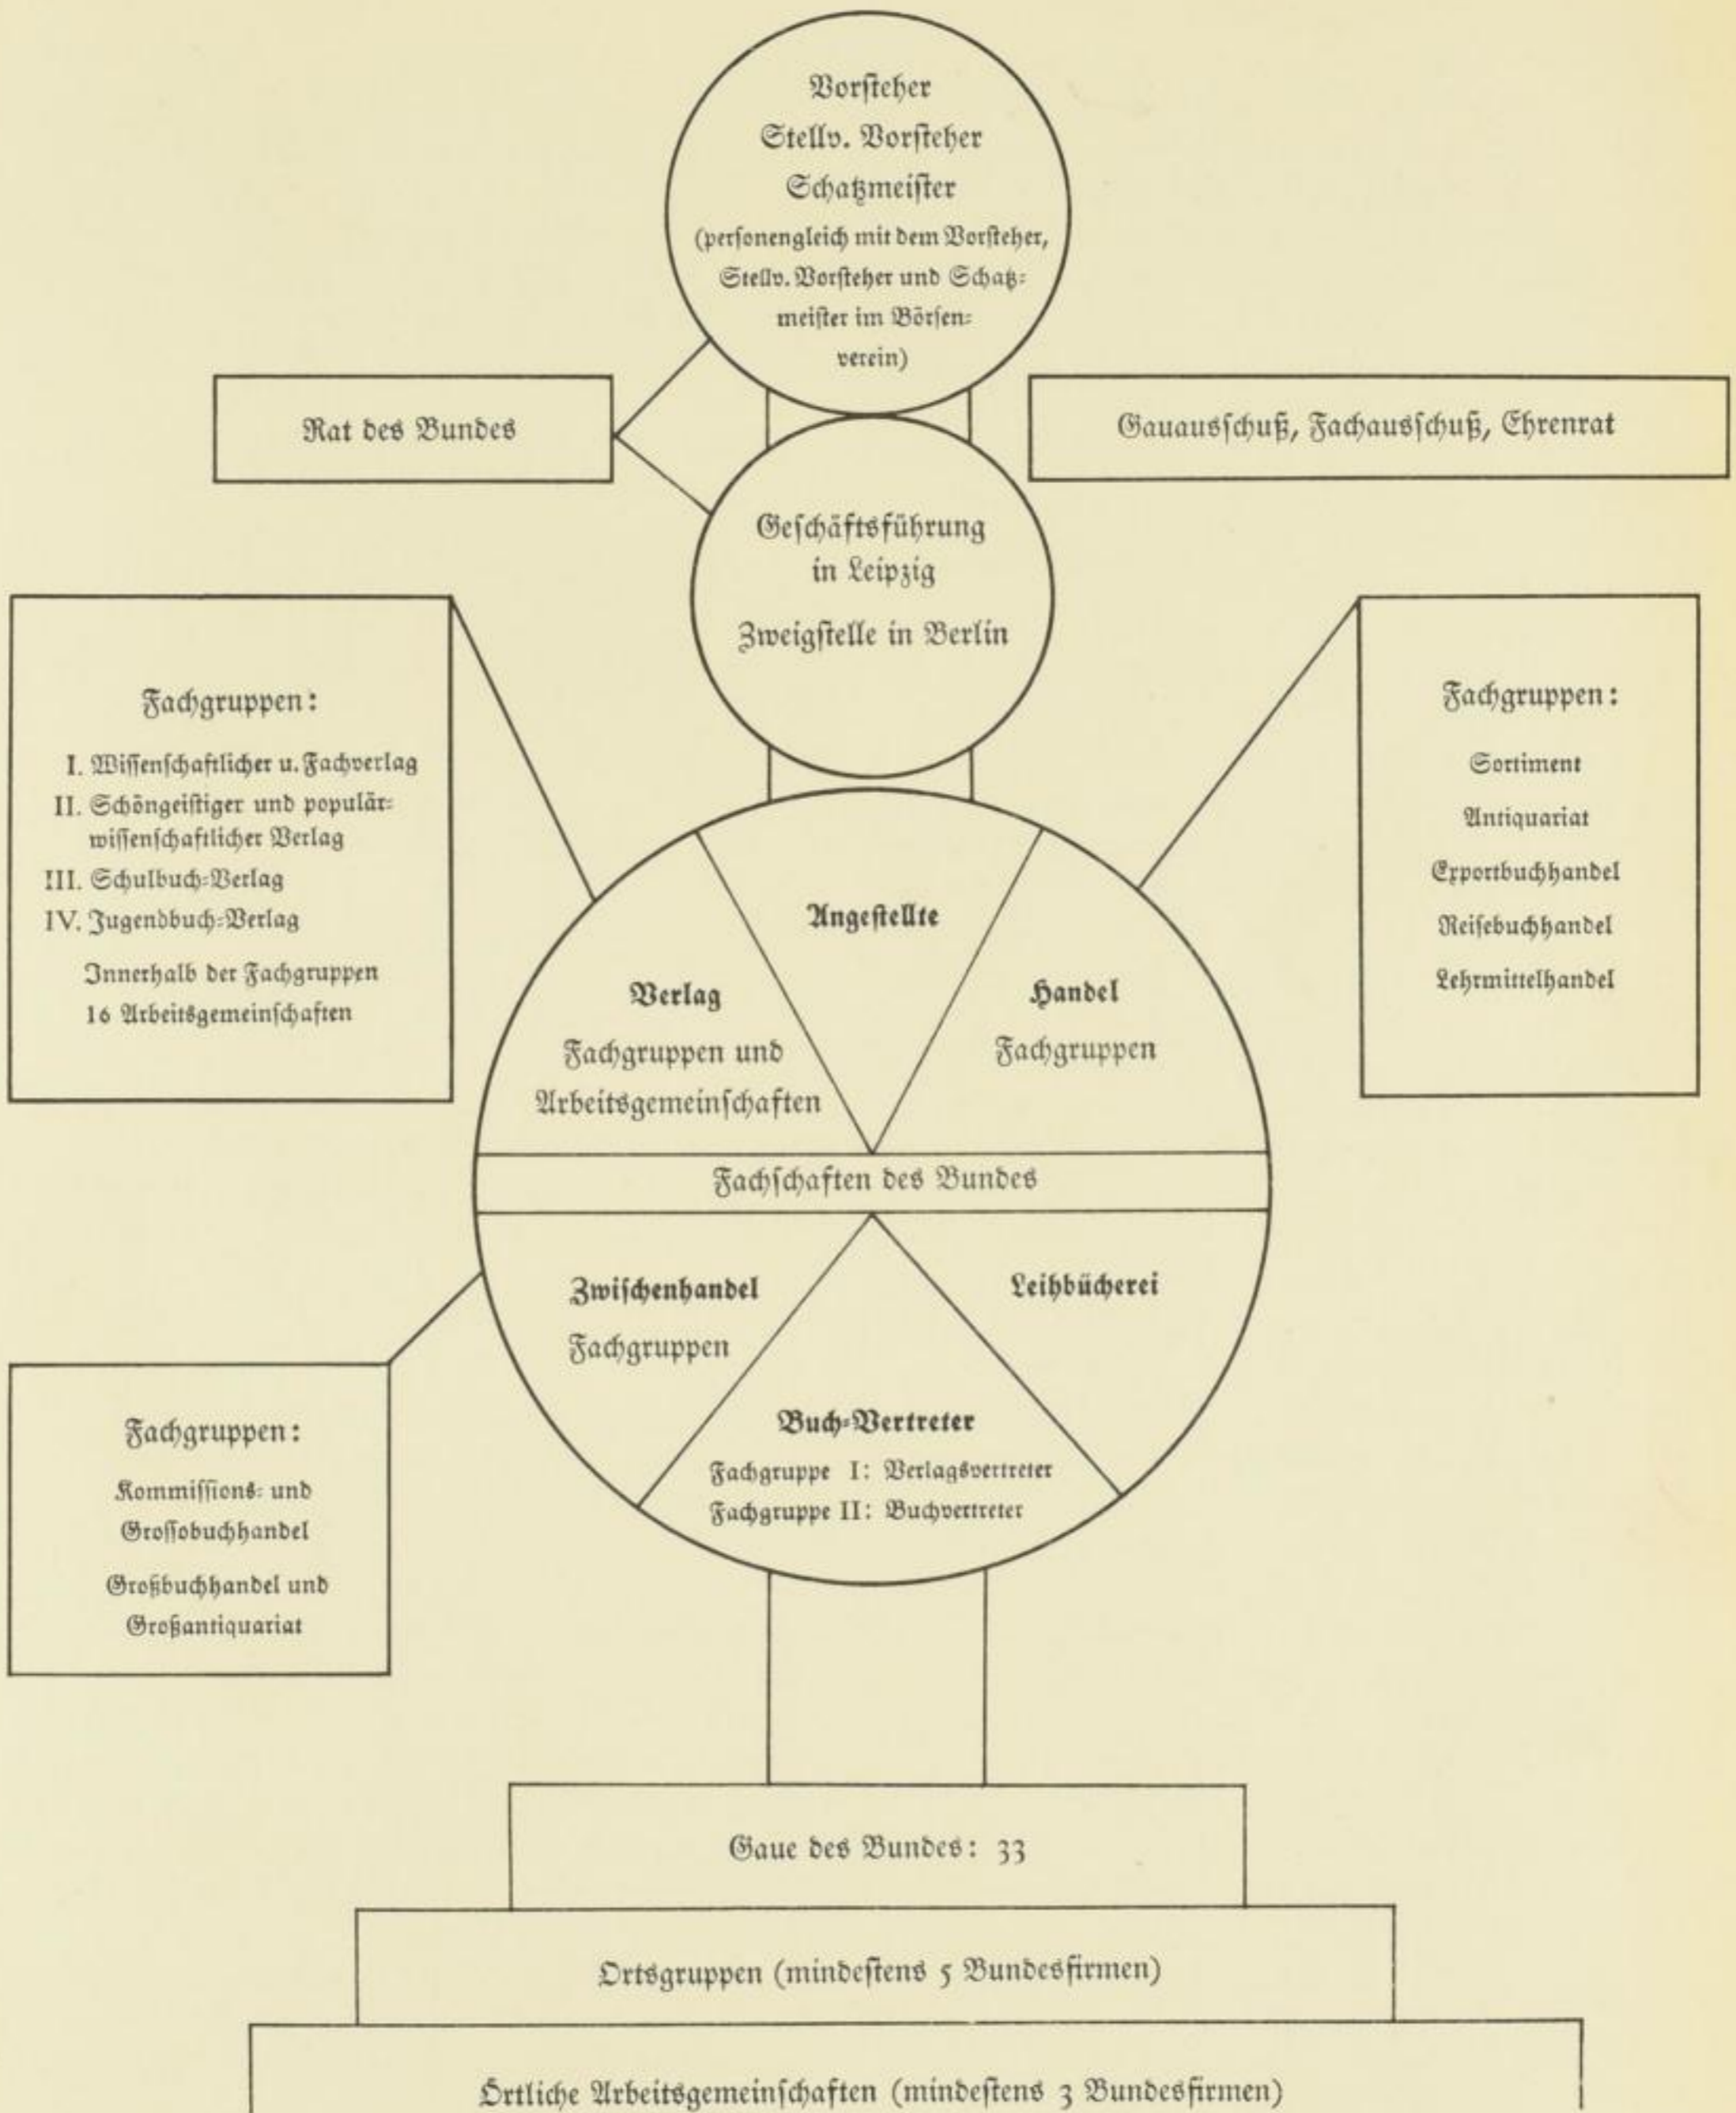 Vorsteher
Stellv. Vorsteher
Schatzmeister
(personengleich mit dem Vorsteher,
Stellv. Vorsteher und Schatz-
meister im Börsen-
verein)
Rat des Bundes
Gauausschuß, Fachausschuß, Ehrenrat
Geschäftsführung
in Leipzig
Zweigstelle in Berlin
Fachgruppen:
I. Wissenschaftlicher u. Fachverlag
II. Schöngeistiger und populär-
wissenschaftlicher Verlag
III. Schulbuch-Verlag
IV. Jugendbuch-Verlag
Innerhalb der Fachgruppen
16 Arbeitsgemeinschaften
Fachgruppen:
Sortiment
Antiquariat
Exportbuchhandel
Reisebuchhandel
Lehrmittelhandel
Angestellte
Verlag
Fachgruppen und
Arbeitsgemeinschaften
Handel
Fachgruppen
Fachschaften des Bundes
Zwischenhandel
Fachgruppen
Leihbücherei
Buch-Vertreter
Fachgruppe I: Verlagsvertreter
Fachgruppe II: Buchvertreter
Fachgruppen:
Kommissions- und
Grossobuchhandel
Großbuchhandel und
Großantiquariat
Gaue des Bundes: 33
Ortsgruppen (mindestens 5 Bundesfirmen)
Örtliche Arbeitsgemeinschaften (mindestens 3 Bundesfirmen)